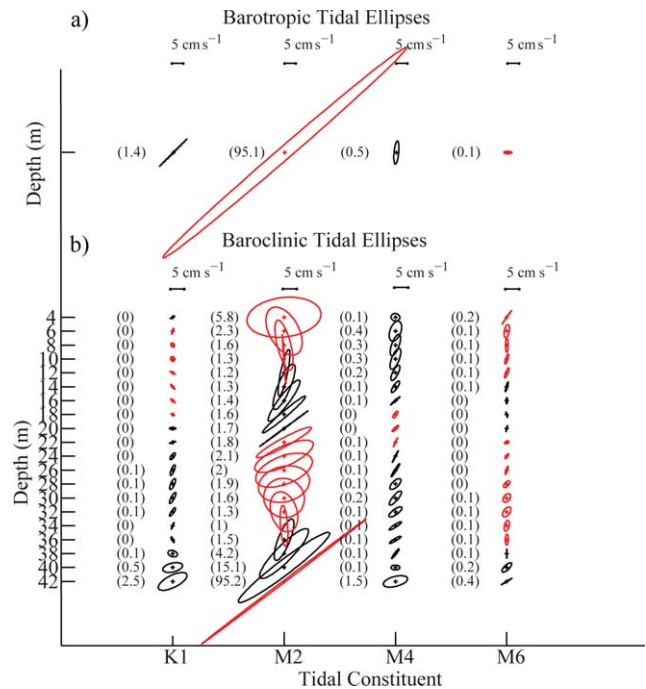 a) Barotropic Tidal Ellipses
5 cm s⁻¹ 5 cm s⁻¹ 5 cm s⁻¹ 5 cm s⁻¹
Depth (m)
(1.4) (95.1) (0.5) (0.1)
b) Baroclinic Tidal Ellipses
5 cm s⁻¹ 5 cm s⁻¹ 5 cm s⁻¹ 5 cm s⁻¹
Depth (m)
4 (0) (5.8) (0.1) (0.2)
6 (0) (2.3) (0.4) (0.1)
8 (0) (1.6) (0.3) (0.1)
10 (0) (1.3) (0.3) (0.1)
12 (0) (1.2) (0.2) (0.1)
14 (0) (1.3) (0.1) (0.1)
16 (0) (1.4) (0.1) (0)
18 (0) (1.6) (0) (0)
20 (0) (1.7) (0) (0)
22 (0) (1.8) (0.1) (0)
24 (0) (2.1) (0.1) (0)
26 (0.1) (2) (0.1) (0)
28 (0.1) (1.9) (0.1) (0)
30 (0.1) (1.6) (0.2) (0.1)
32 (0.1) (1.3) (0.1) (0.1)
34 (0) (1) (0.1) (0.1)
36 (0) (1.5) (0.1) (0.1)
38 (0.1) (4.2) (0.1) (0.1)
40 (0.5) (15.1) (0.1) (0.2)
42 (2.5) (95.2) (1.5) (0.4)
K1 M2 M4 M6
Tidal Constituent